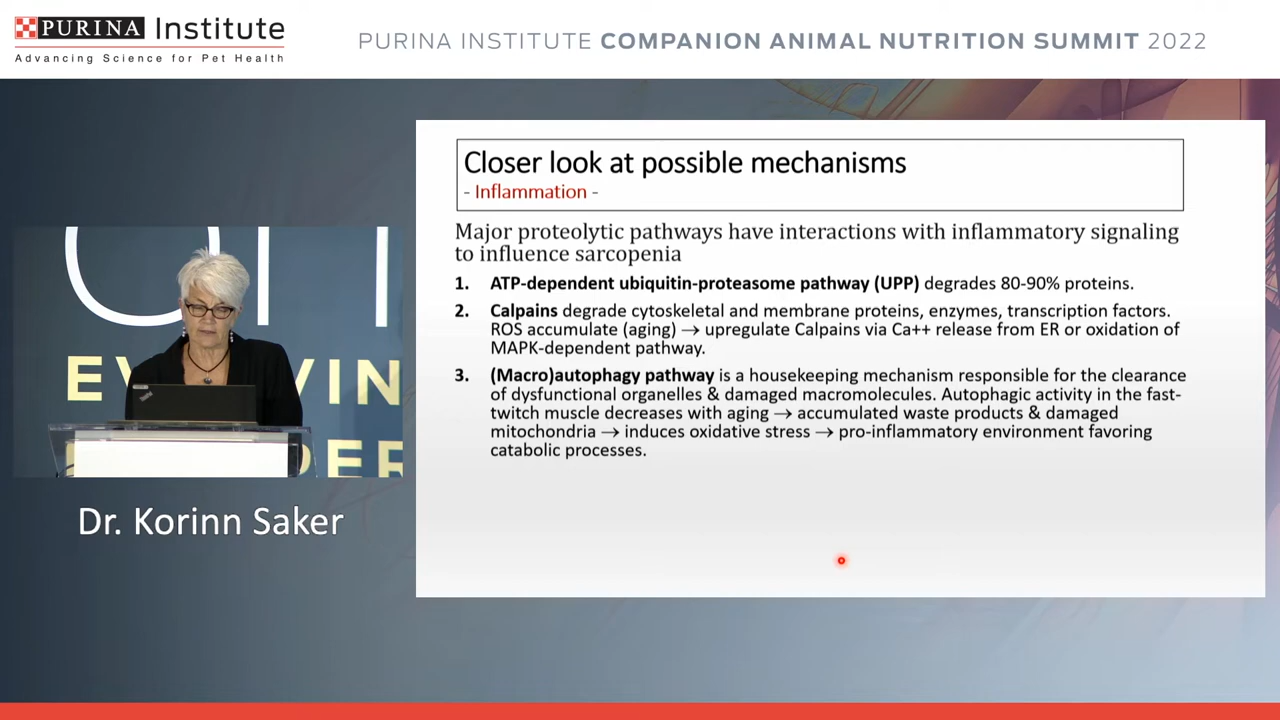 PURINA Institute
Advancing Science for Pet Health
PURINA INSTITUTE COMPANION ANIMAL NUTRITION SUMMIT 2022
Closer look at possible mechanisms
- Inflammation -
Major proteolytic pathways have interactions with inflammatory signaling
to influence sarcopenia
1. ATP-dependent ubiquitin-proteasome pathway (UPP) degrades 80-90% proteins.
2. Calpains degrade cytoskeletal and membrane proteins, enzymes, transcription factors.
ROS accumulate (aging) → upregulate Calpains via Ca++ release from ER or oxidation of
MAPK-dependent pathway.
3. (Macro)autophagy pathway is a housekeeping mechanism responsible for the clearance
of dysfunctional organelles & damaged macromolecules. Autophagic activity in the fast-
twitch muscle decreases with aging → accumulated waste products & damaged
mitochondria → induces oxidative stress → pro-inflammatory environment favoring
catabolic processes.
Dr. Korinn Saker